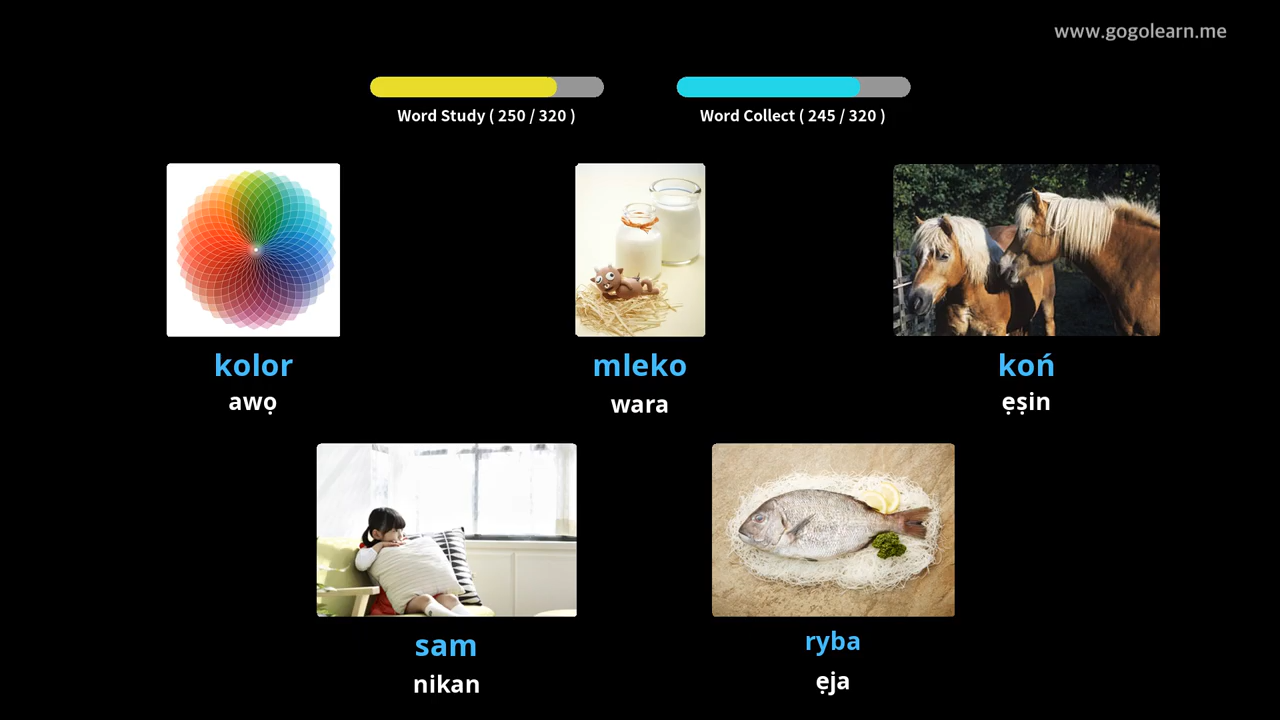 www.gogolearn.me
Word Study ( 250 / 320 )
Word Collect ( 245 / 320 )
kolor
awọ
mleko
wara
koń
ẹṣin
sam
nikan
ryba
ẹja